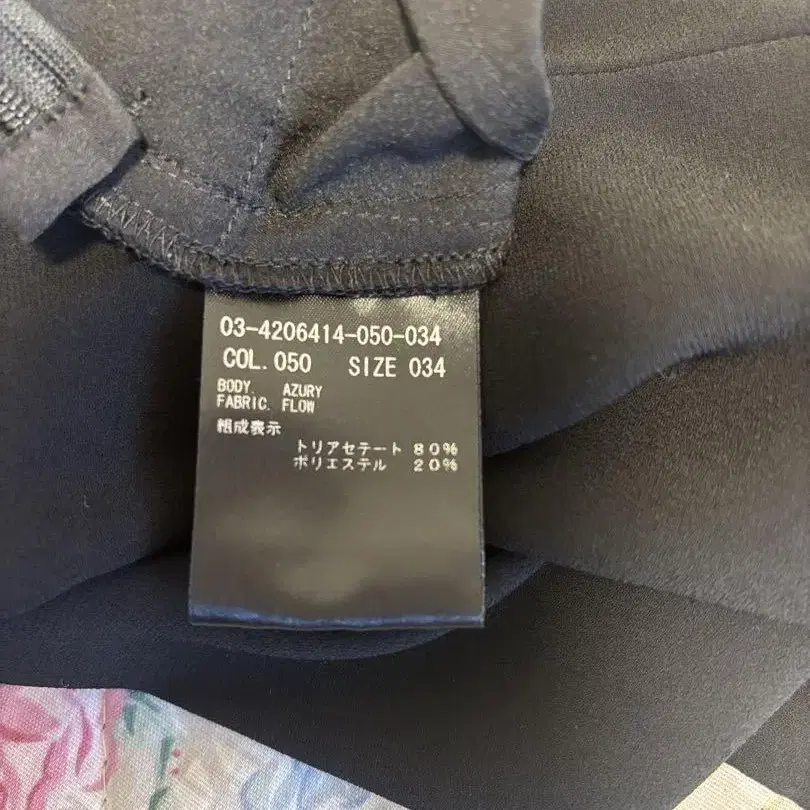 03-4206414-050-034
COL. 050 SIZE 034
BODY. AZURY
FABRIC. FLOW
組成表示
トリアセテート 80%
ポリエステル 20%